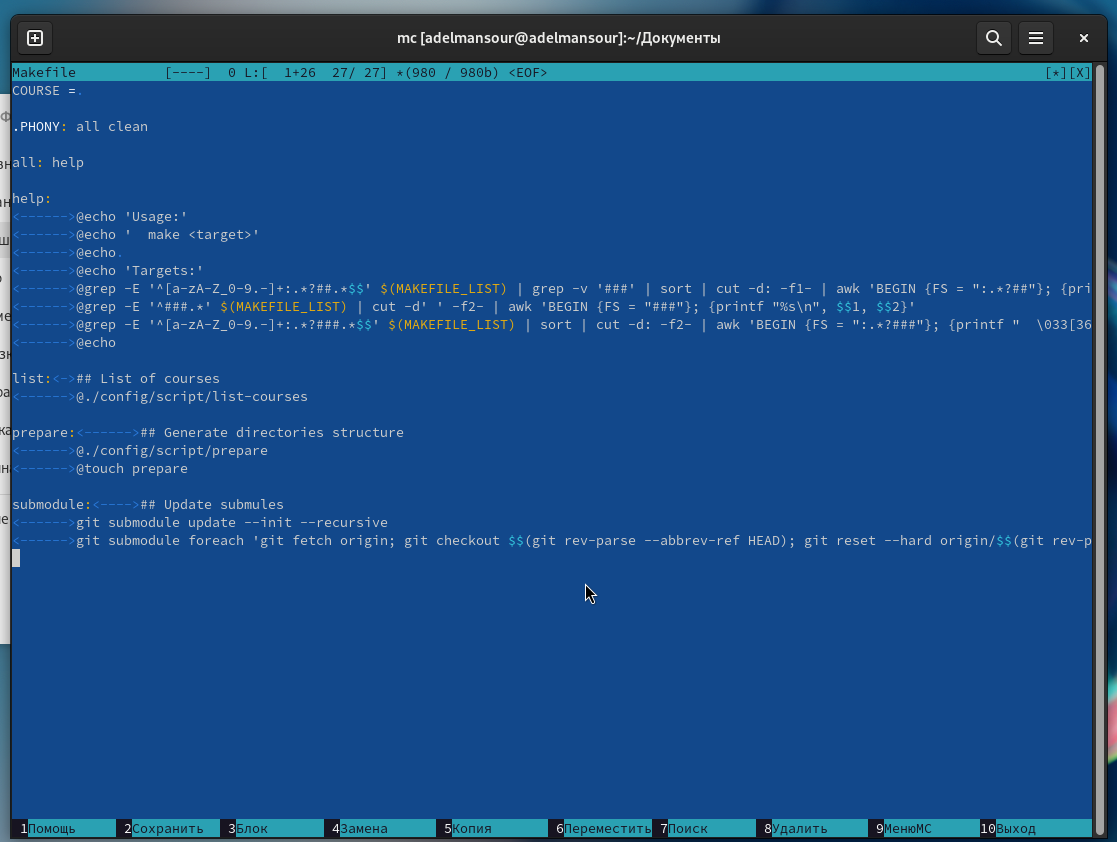 mc [adelmansour@adelmansour]:~/Документы
Makefile [----] 0 L:[ 1+26 27/ 27] *(980 / 980b) <EOF> [*][X]
COURSE =.
.PHONY: all clean
all: help
help:
<------>@echo 'Usage:'
<------>@echo '  make <target>'
<------>@echo.
<------>@echo 'Targets:'
<------>@grep -E '^[a-zA-Z_0-9.-]+:.*?##.*$$' $(MAKEFILE_LIST) | grep -v '###' | sort | cut -d: -f1- | awk 'BEGIN {FS = ":.*?##"}; {pri
<------>@grep -E '^###.*' $(MAKEFILE_LIST) | cut -d' ' -f2- | awk 'BEGIN {FS = "###"}; {printf "%s\n", $$1, $$2}'
<------>@grep -E '^[a-zA-Z_0-9.-]+:.*?###.*$$' $(MAKEFILE_LIST) | sort | cut -d: -f2- | awk 'BEGIN {FS = ":.*?###"}; {printf "  \033[36
<------>@echo
list:<->## List of courses
<------>@./config/script/list-courses
prepare:<------>## Generate directories structure
<------>@./config/script/prepare
<------>@touch prepare
submodule:<---->## Update submules
<------>git submodule update --init --recursive
<------>git submodule foreach 'git fetch origin; git checkout $$(git rev-parse --abbrev-ref HEAD); git reset --hard origin/$$(git rev-p
1Помощь 2Сохранить 3Блок 4Замена 5Копия 6Переместить 7Поиск 8Удалить 9МенюMC 10Выход